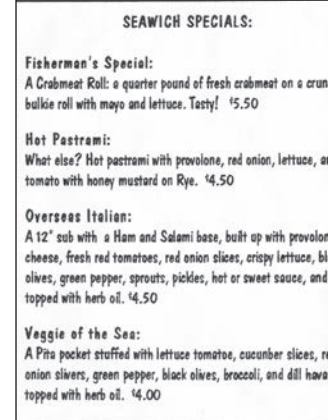 SEAWICH SPECIALS:
Fisherman's Special:
A Crabmeat Roll: a quarter pound of fresh crabmeat on a crun
bulkie roll with mayo and lettuce. Tasty! $5.50
Hot Pastrami:
What else? Hot pastrami with provolone, red onion, lettuce, an
tomato with honey mustard on Rye. $4.50
Overseas Italian:
A 12" sub with a Ham and Salami base, built up with provolon
cheese, fresh red tomatoes, red onion slices, crispy lettuce, bl
olives, green pepper, sprouts, pickles, hot or sweet sauce, and
topped with herb oil. $4.50
Veggie of the Sea:
A Pita pocket stuffed with lettuce tomatoe, cucunber slices, re
onion slivers, green pepper, black olives, broccoli, and dill hava
topped with herb oil. $4.00